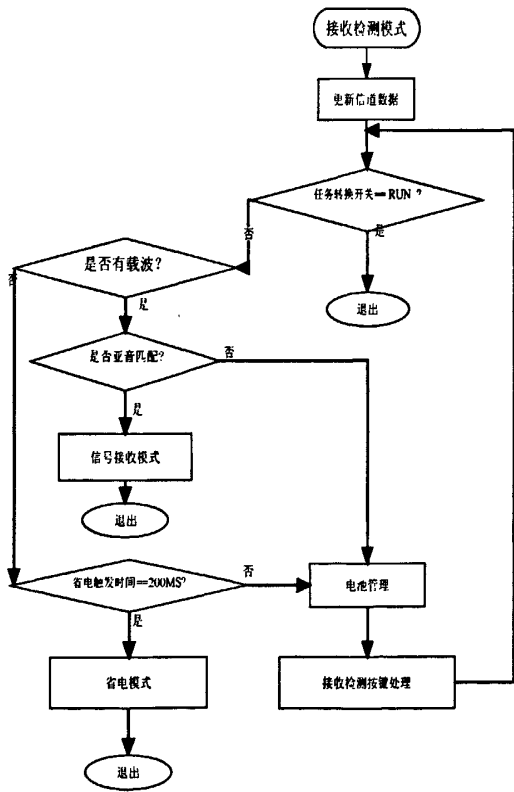 接收检测模式
更新信道数据
任务转换开关==RUN？
否
是
是否有载波？
否
是
退出
是否亚音匹配？
否
是
信号接收模式
退出
省电触发时间==200MS？
否
电池管理
是
省电模式
接收检测按键处理
退出